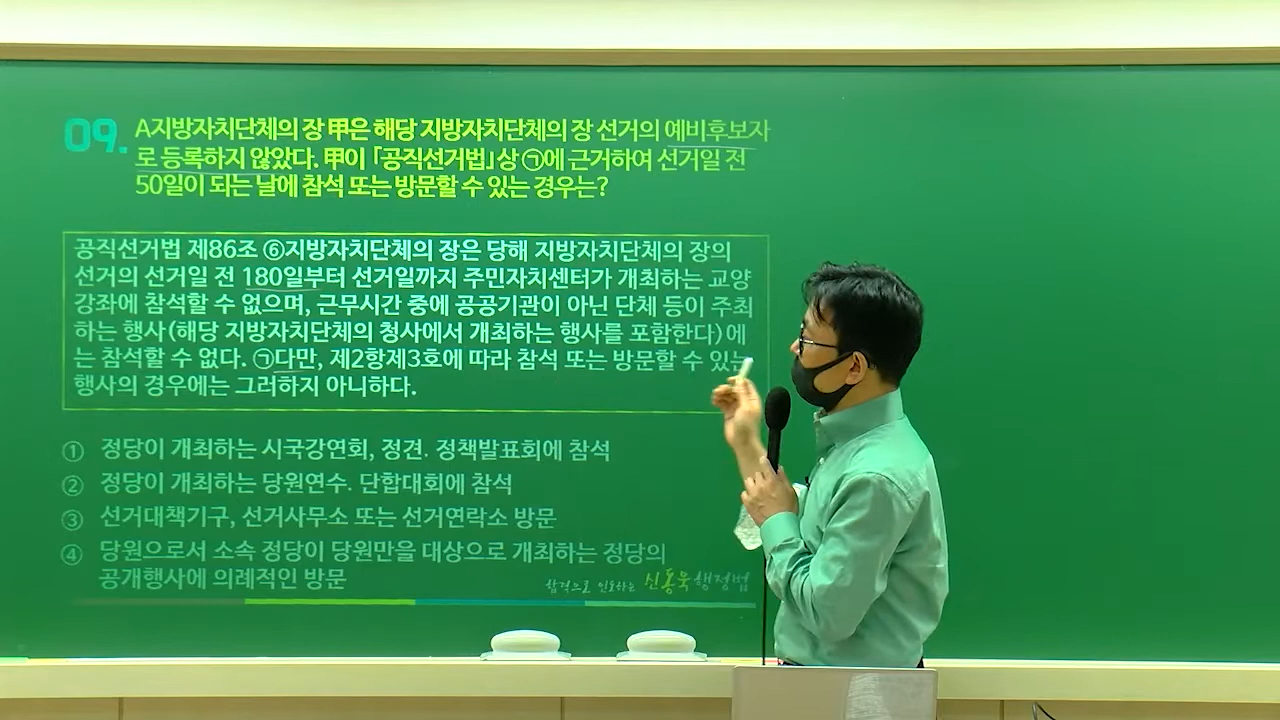 09. A지방자치단체의 장 甲은 해당 지방자치단체의 장 선거의 예비후보자
로 등록하지 않았다. 甲이 「공직선거법」상 ㉠에 근거하여 선거일 전
50일이 되는 날에 참석 또는 방문할 수 있는 경우는?
공직선거법 제86조 ⑥지방자치단체의 장은 당해 지방자치단체의 장의
선거의 선거일 전 180일부터 선거일까지 주민자치센터가 개최하는 교양
강좌에 참석할 수 없으며, 근무시간 중에 공공기관이 아닌 단체 등이 주최
하는 행사(해당 지방자치단체의 청사에서 개최하는 행사를 포함한다)에
는 참석할 수 없다. ㉠다만, 제2항제3호에 따라 참석 또는 방문할 수 있는
행사의 경우에는 그러하지 아니하다.
① 정당이 개최하는 시국강연회, 정견. 정책발표회에 참석
② 정당이 개최하는 당원연수. 단합대회에 참석
③ 선거대책기구, 선거사무소 또는 선거연락소 방문
④ 당원으로서 소속 정당이 당원만을 대상으로 개최하는 정당의
공개행사에 의례적인 방문
합격으로 인도하는 신동욱행정법